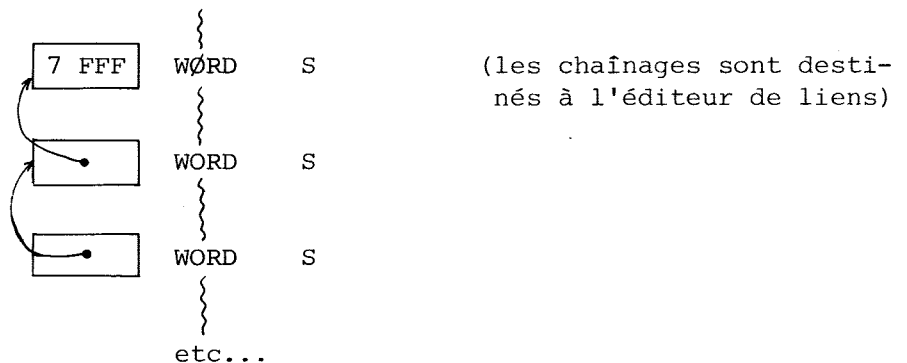 7 FFF WØRD S (les chaînages sont desti-
nés à l'éditeur de liens)
WORD S
WORD S
etc...